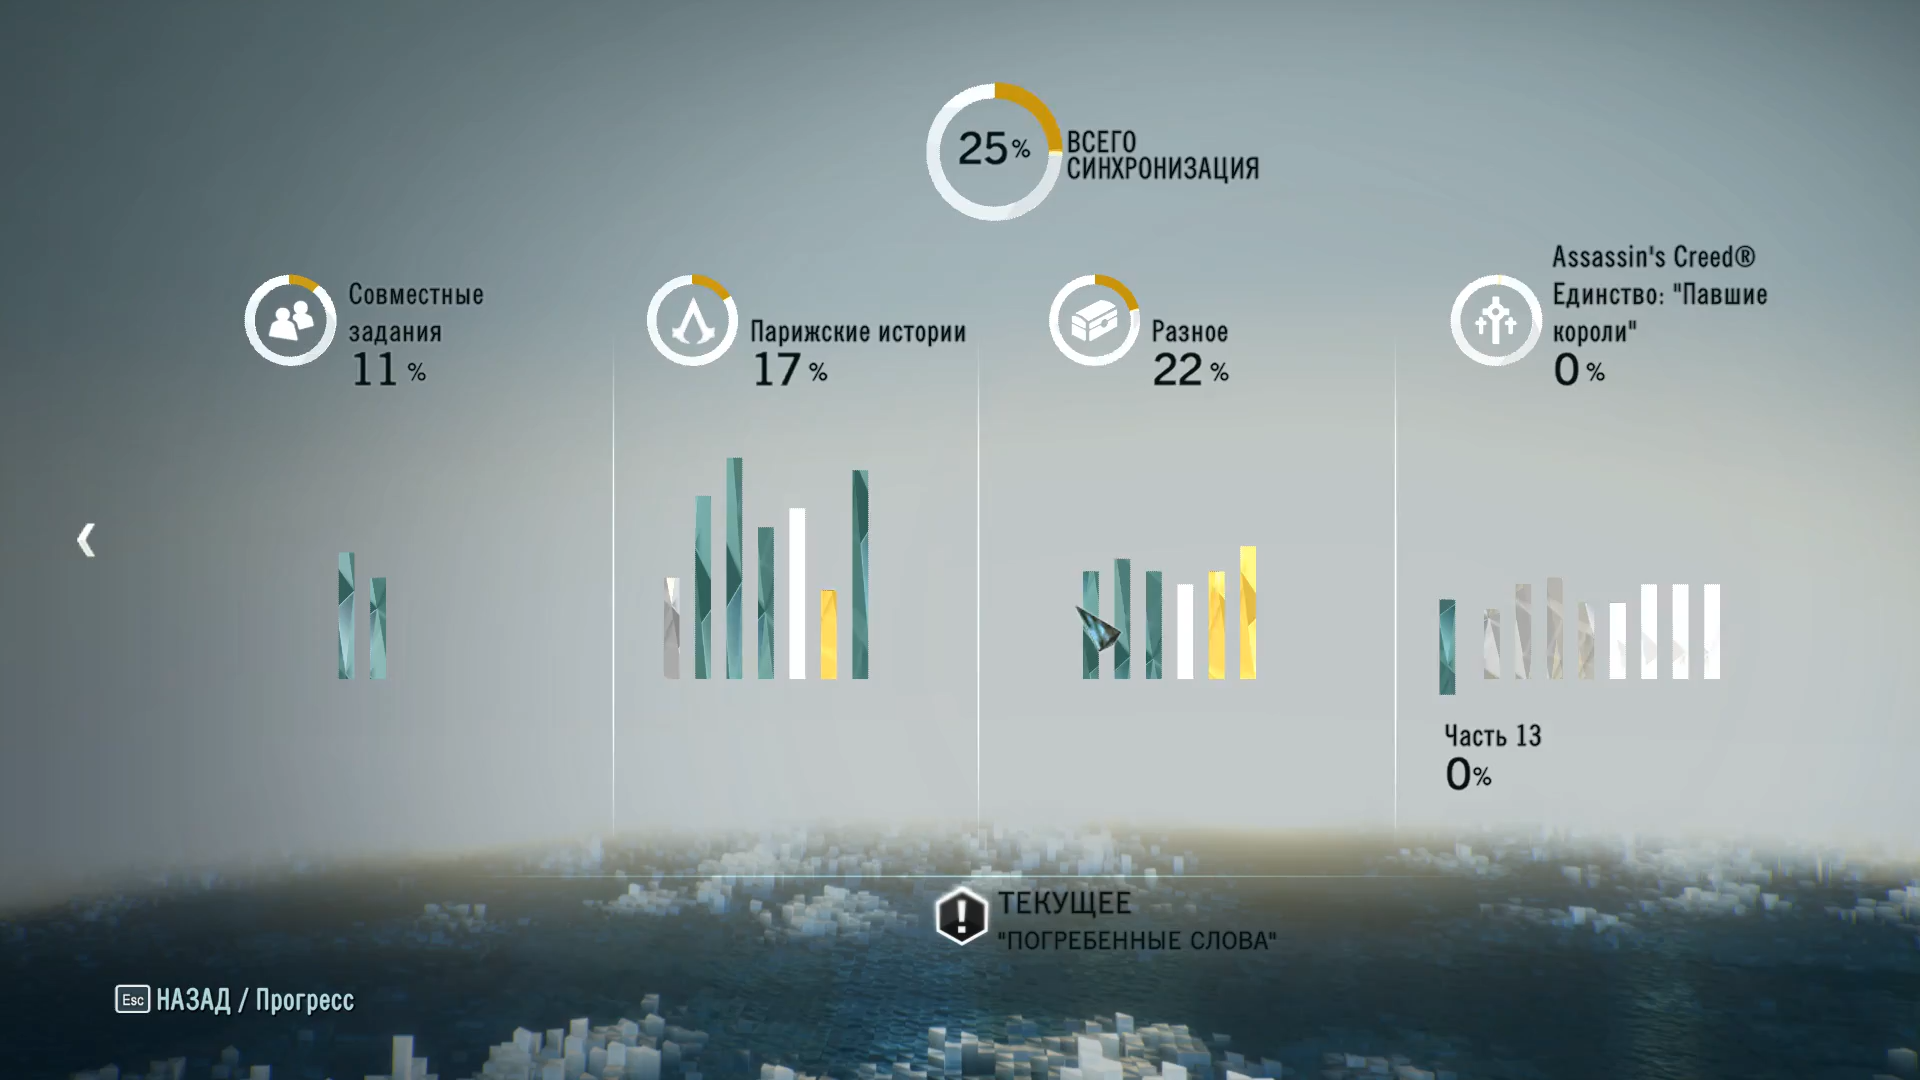 25%
ВСЕГО
СИНХРОНИЗАЦИЯ
Совместные
задания
11 %
Парижские истории
17 %
Разное
22 %
Assassin's Creed®
Единство: "Павшие
короли"
0 %
Часть 13
0%
ТЕКУЩЕЕ
"ПОГРЕБЕННЫЕ СЛОВА"
Esc НАЗАД / Прогресс